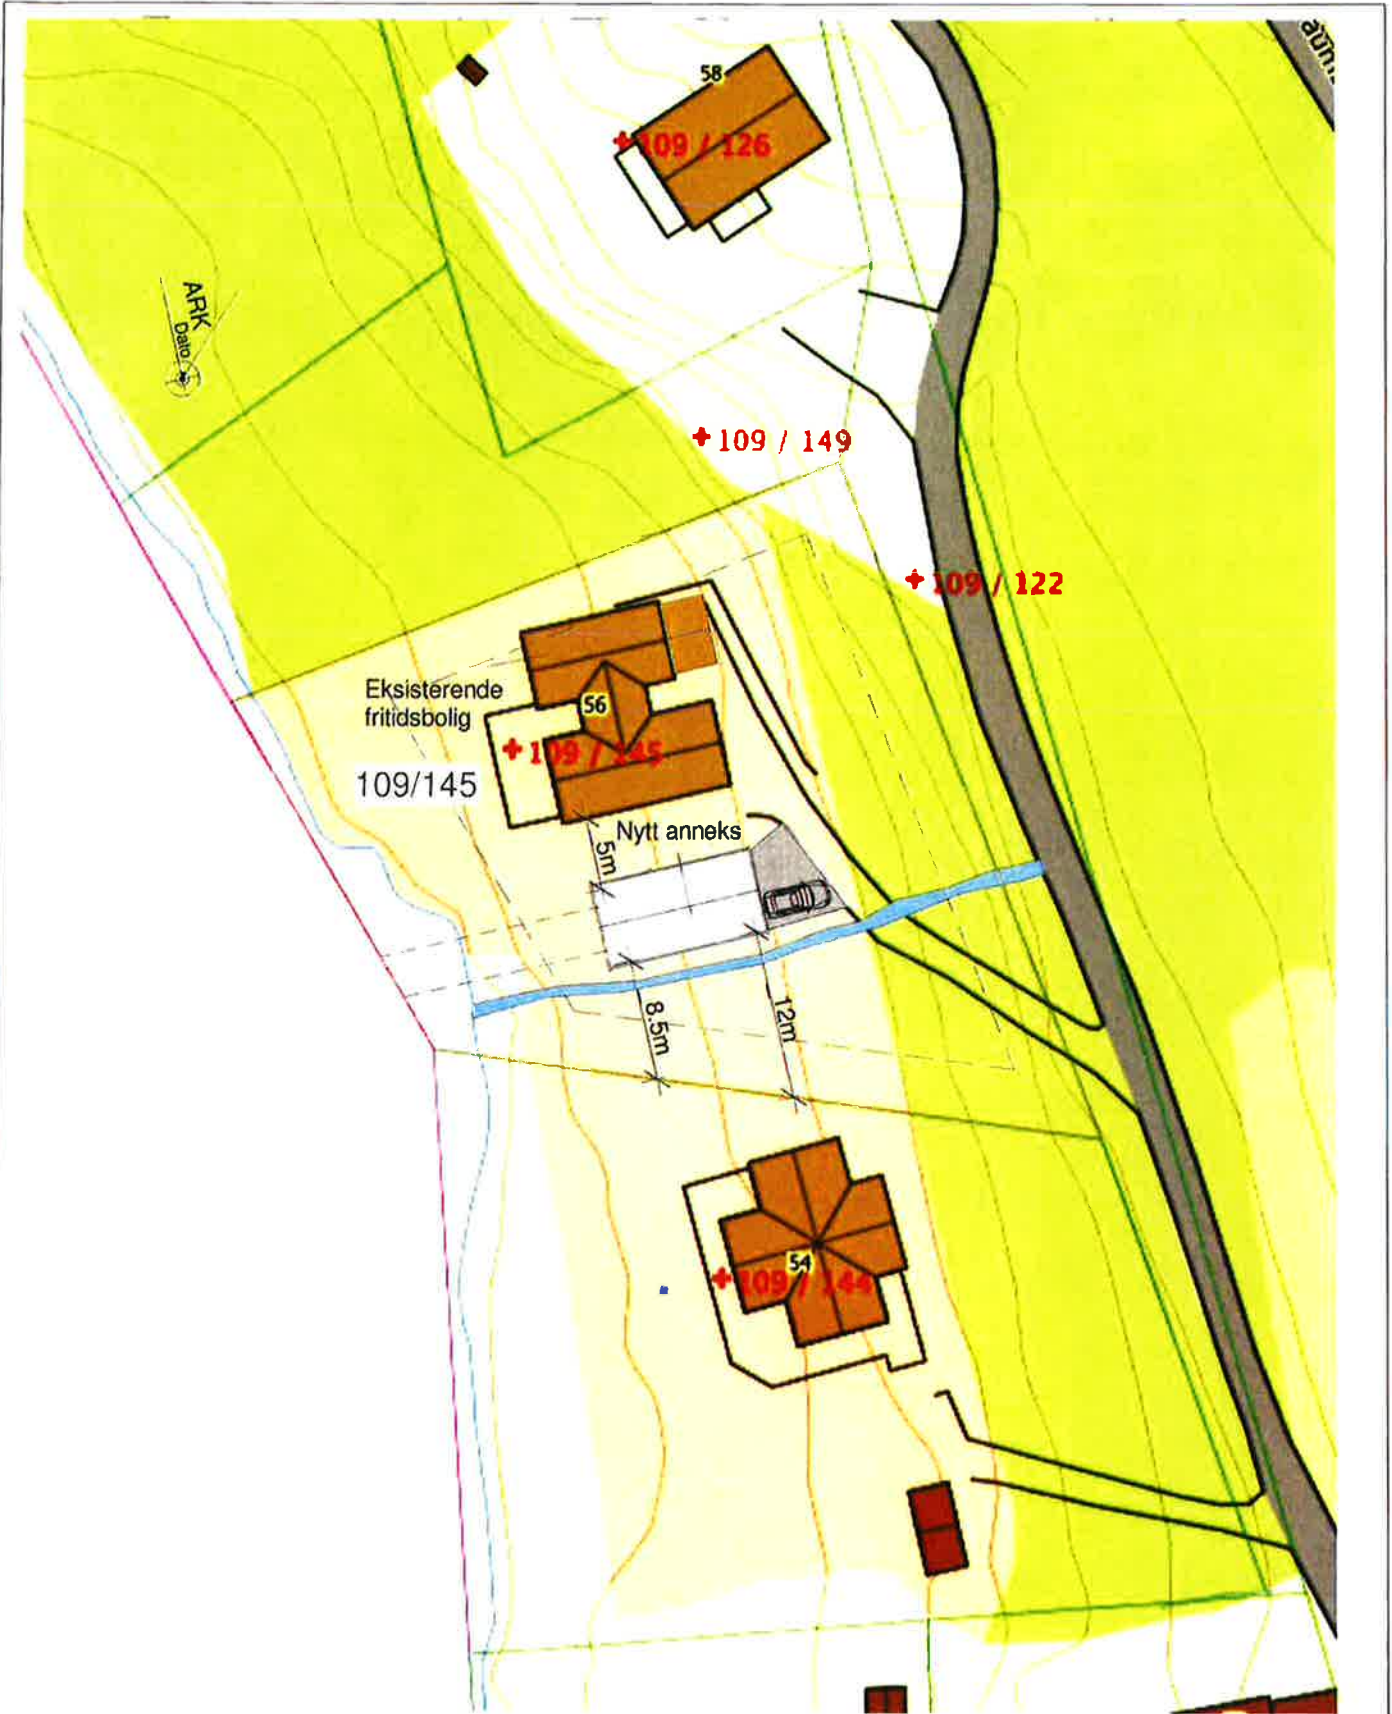 58
109 / 126
ARK
Dato
109 / 149
109 / 122
Eksisterende
fritidsbolig
56
109 / 145
109/145
Nytt anneks
5m
8.5m
12m
54
109 / 144